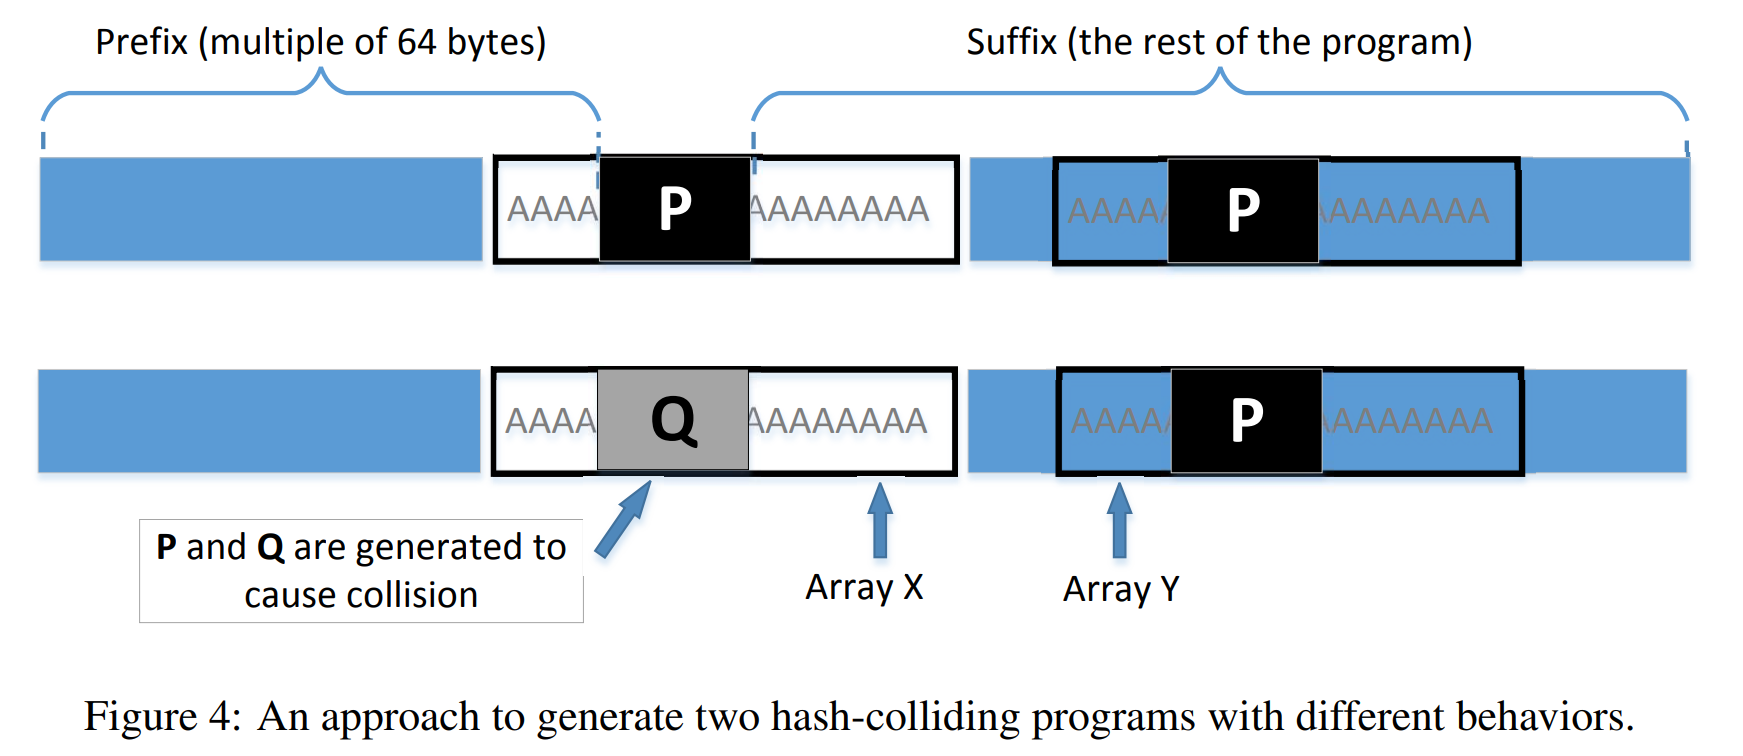 Prefix (multiple of 64 bytes) Suffix (the rest of the program)
AAAA P AAAAAAAA AAAAA P AAAAAAAA
AAAA Q AAAAAAAA AAAAA P AAAAAAAA
P and Q are generated to
cause collision
Array X Array Y
Figure 4: An approach to generate two hash-colliding programs with different behaviors.